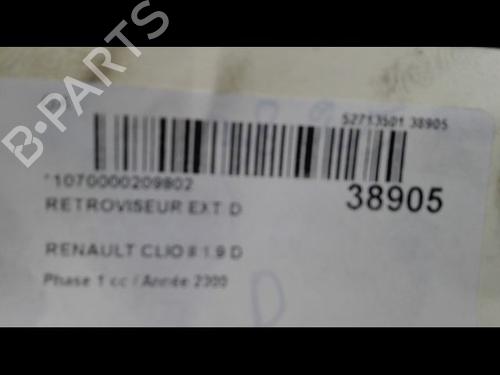 52713501 38905
*1070000209802
38905
RETROVISEUR EXT D
RENAULT CLIO II 1.9 D
Phase 1 cc / Année 2000
D
B-PARTS